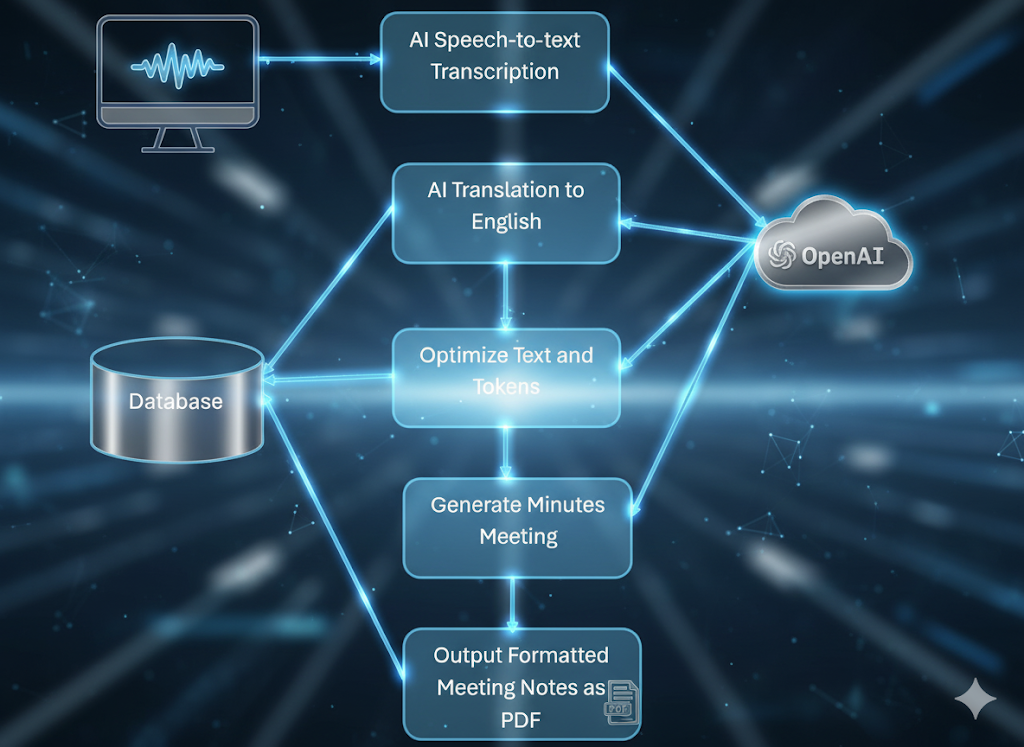 AI Speech-to-text
Transcription
AI Translation to
English
OpenAI
Optimize Text and
Tokens
Database
Generate Minutes
Meeting
Output Formatted
Meeting Notes as
PDF
PDF